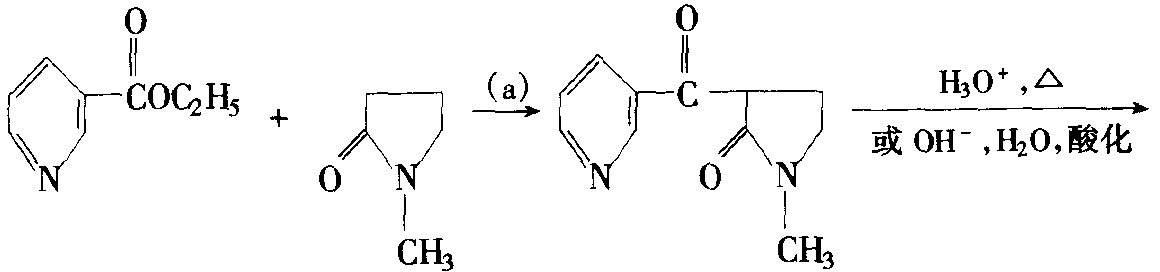 O
COC₂H₅
N
+
O
N
CH₃
(a)
O
C
N
O
N
CH₃
H₃O⁺,△
或 OH⁻,H₂O,酸化